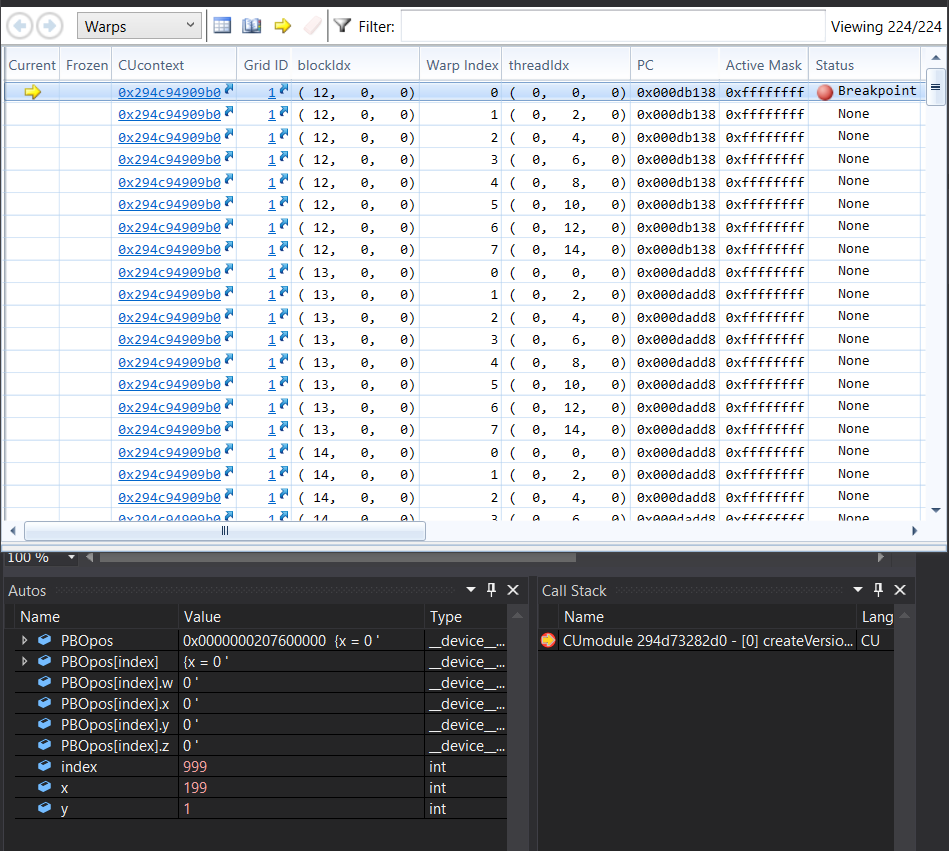 Warps Filter: Viewing 224/224
Current Frozen CUcontext Grid ID blockIdx Warp Index threadIdx PC Active Mask Status
0x294c94909b0 1 ( 12, 0, 0) 0 ( 0, 0, 0) 0x000db138 0xffffffff Breakpoint
0x294c94909b0 1 ( 12, 0, 0) 1 ( 0, 2, 0) 0x000db138 0xffffffff None
0x294c94909b0 1 ( 12, 0, 0) 2 ( 0, 4, 0) 0x000db138 0xffffffff None
0x294c94909b0 1 ( 12, 0, 0) 3 ( 0, 6, 0) 0x000db138 0xffffffff None
0x294c94909b0 1 ( 12, 0, 0) 4 ( 0, 8, 0) 0x000db138 0xffffffff None
0x294c94909b0 1 ( 12, 0, 0) 5 ( 0, 10, 0) 0x000db138 0xffffffff None
0x294c94909b0 1 ( 12, 0, 0) 6 ( 0, 12, 0) 0x000db138 0xffffffff None
0x294c94909b0 1 ( 12, 0, 0) 7 ( 0, 14, 0) 0x000db138 0xffffffff None
0x294c94909b0 1 ( 13, 0, 0) 0 ( 0, 0, 0) 0x000dadd8 0xffffffff None
0x294c94909b0 1 ( 13, 0, 0) 1 ( 0, 2, 0) 0x000dadd8 0xffffffff None
0x294c94909b0 1 ( 13, 0, 0) 2 ( 0, 4, 0) 0x000dadd8 0xffffffff None
0x294c94909b0 1 ( 13, 0, 0) 3 ( 0, 6, 0) 0x000dadd8 0xffffffff None
0x294c94909b0 1 ( 13, 0, 0) 4 ( 0, 8, 0) 0x000dadd8 0xffffffff None
0x294c94909b0 1 ( 13, 0, 0) 5 ( 0, 10, 0) 0x000dadd8 0xffffffff None
0x294c94909b0 1 ( 13, 0, 0) 6 ( 0, 12, 0) 0x000dadd8 0xffffffff None
0x294c94909b0 1 ( 13, 0, 0) 7 ( 0, 14, 0) 0x000dadd8 0xffffffff None
0x294c94909b0 1 ( 14, 0, 0) 0 ( 0, 0, 0) 0x000dadd8 0xffffffff None
0x294c94909b0 1 ( 14, 0, 0) 1 ( 0, 2, 0) 0x000dadd8 0xffffffff None
0x294c94909b0 1 ( 14, 0, 0) 2 ( 0, 4, 0) 0x000dadd8 0xffffffff None
0x294c94909b0 1 ( 14, 0, 0) 3 ( 0, 6, 0) 0x000dadd8 0xffffffff None
100 %
Autos
Name Value Type
PBOpos 0x0000000207600000 {x = 0 ' __device__...
PBOpos[index] {x = 0 ' __device__...
PBOpos[index].w 0 ' __device__...
PBOpos[index].x 0 ' __device__...
PBOpos[index].y 0 ' __device__...
PBOpos[index].z 0 ' __device__...
index 999 int
x 199 int
y 1 int
Call Stack
Name Lang
CUmodule 294d73282d0 - [0] createVersio... CU